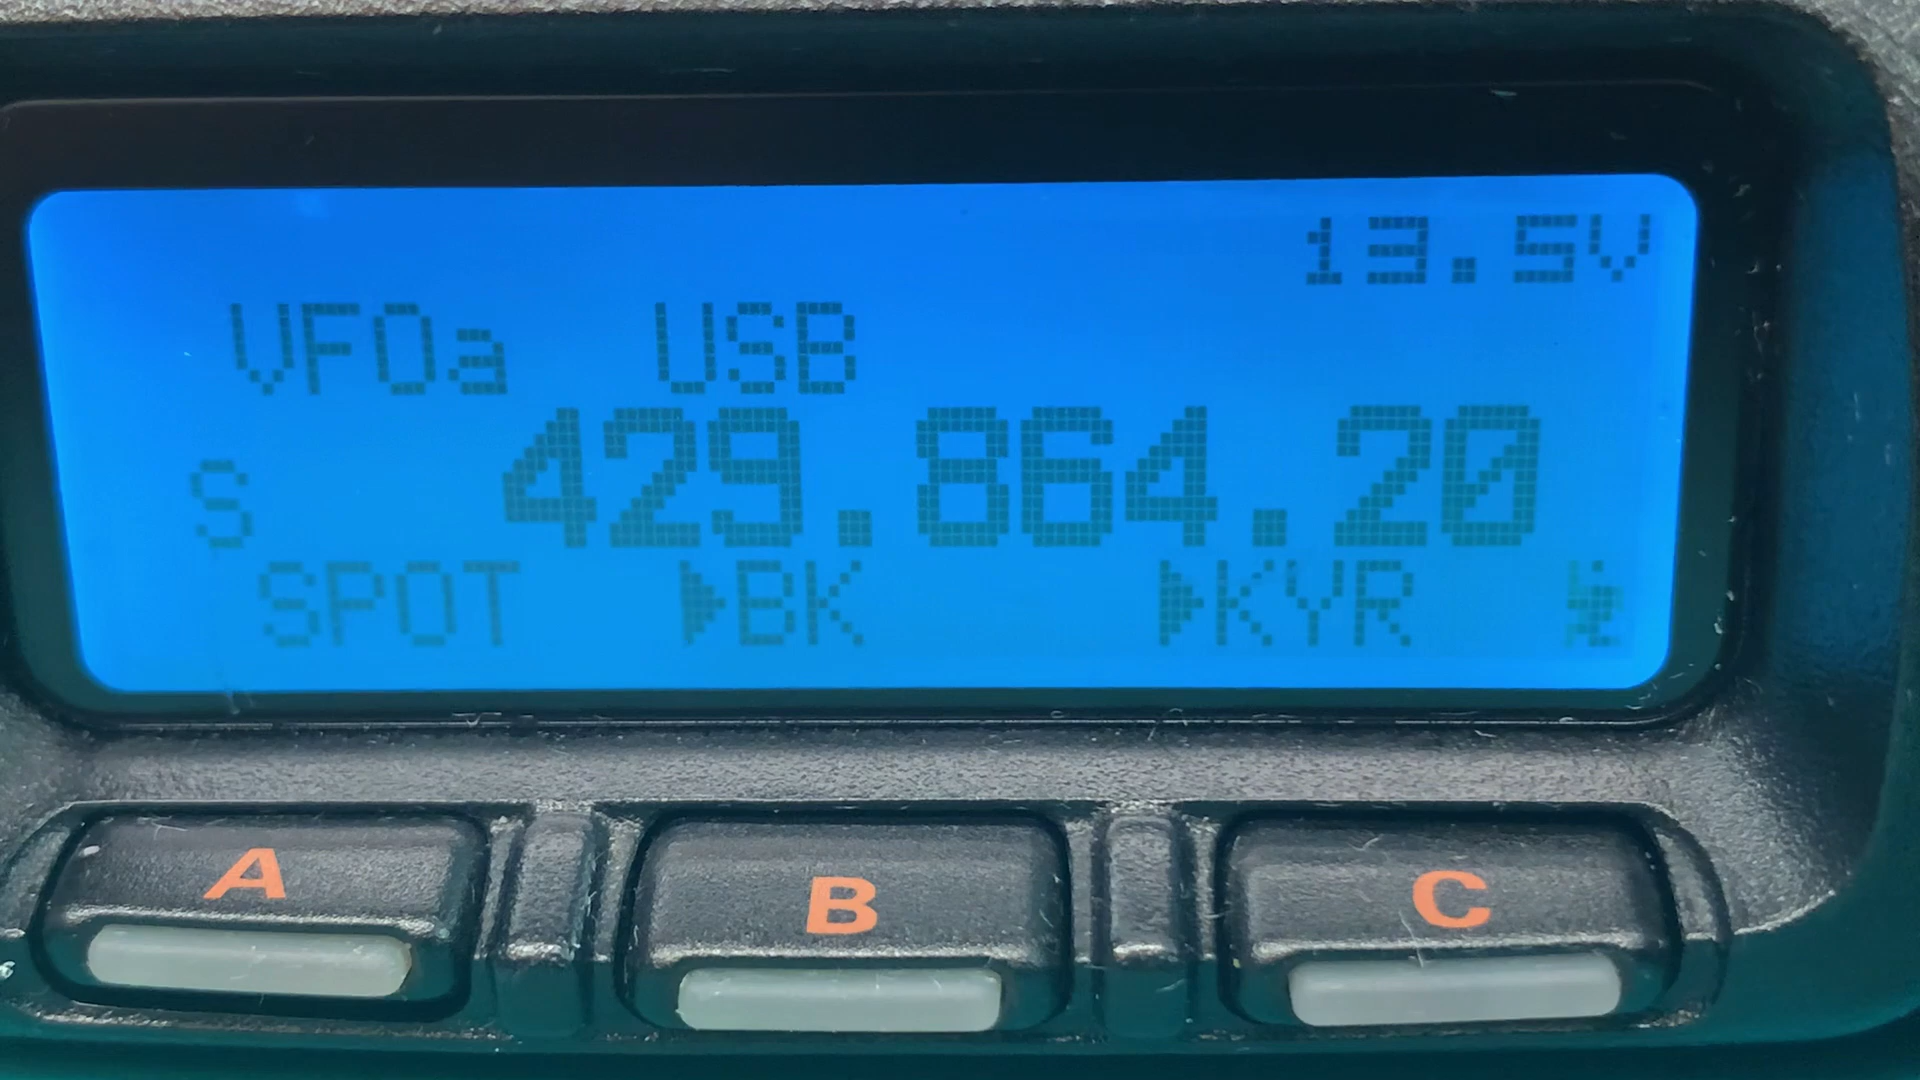 13.5V
VFOa USB
S 429.864.20
SPOT ▶BK ▶KYR
A B C